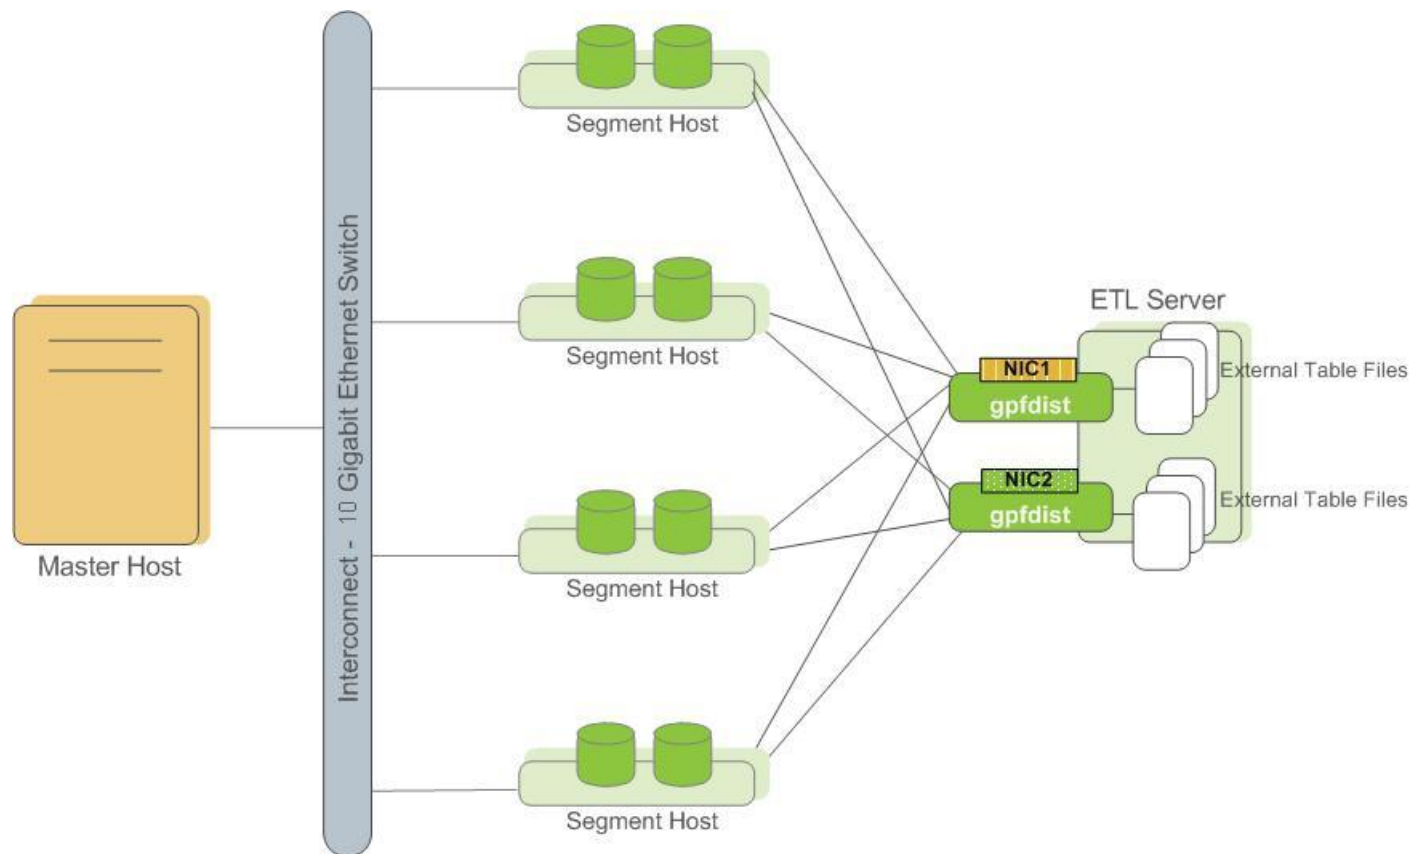 Segment Host
Interconnect - 10 Gigabit Ethernet Switch
Segment Host
ETL Server
NIC1
gpfdist
External Table Files
NIC2
gpfdist
External Table Files
Master Host
Segment Host
Segment Host